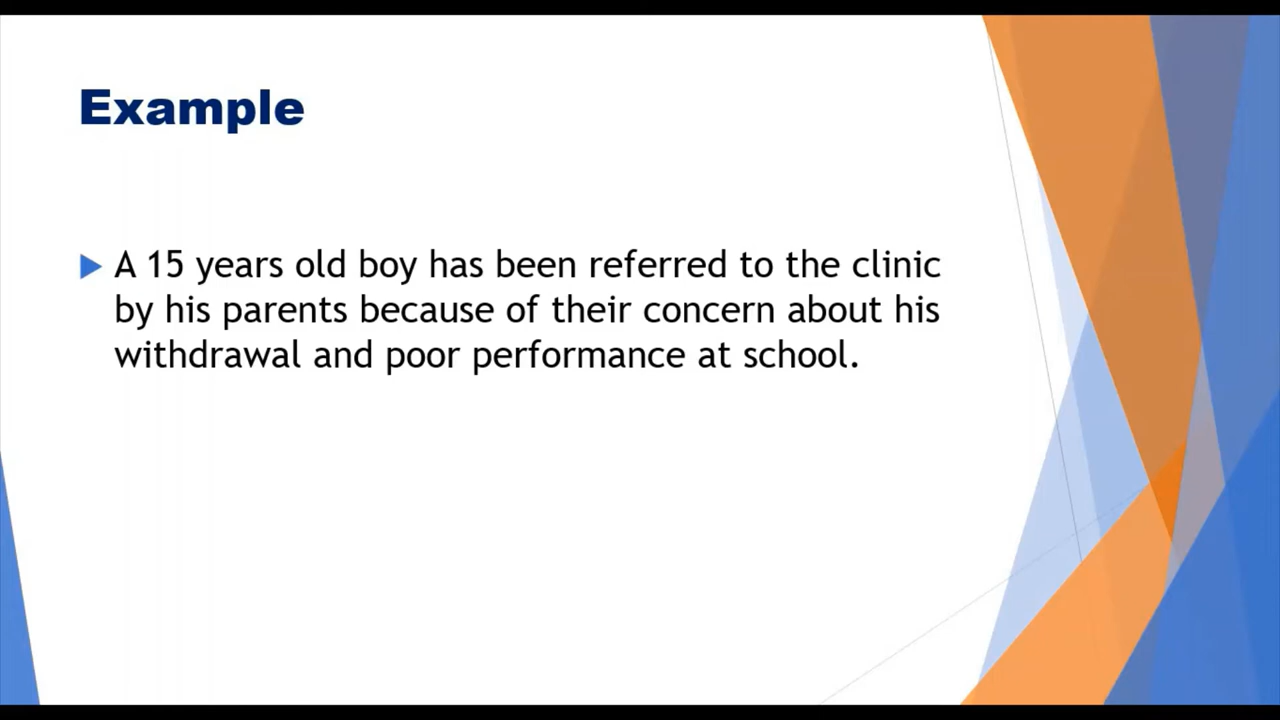 Example
A 15 years old boy has been referred to the clinic
by his parents because of their concern about his
withdrawal and poor performance at school.